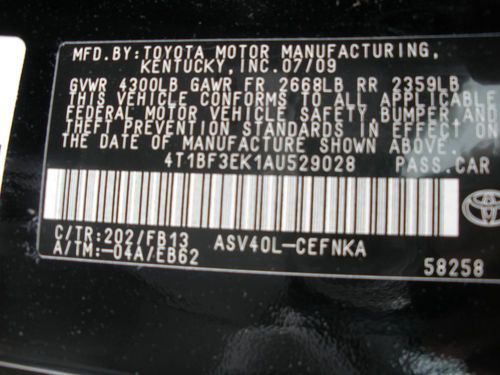 MFD.BY: TOYOTA MOTOR MANUFACTURING,
KENTUCKY, INC. 07/09
GVWR 4300LB GAWR FR 2668LB RR 2359LB
THIS VEHICLE CONFORMS TO ALL APPLICABLE
FEDERAL MOTOR VEHICLE SAFETY,BUMPER,AND
THEFT PREVENTION STANDARDS IN EFFECT ON
THE DATE OF MANUFACTURE SHOWN ABOVE.
4T1BF3EK1AU529028 PASS.CAR
C/TR:202/FB13 ASV40L-CEFNKA
A/TM:-04A/EB62
58258